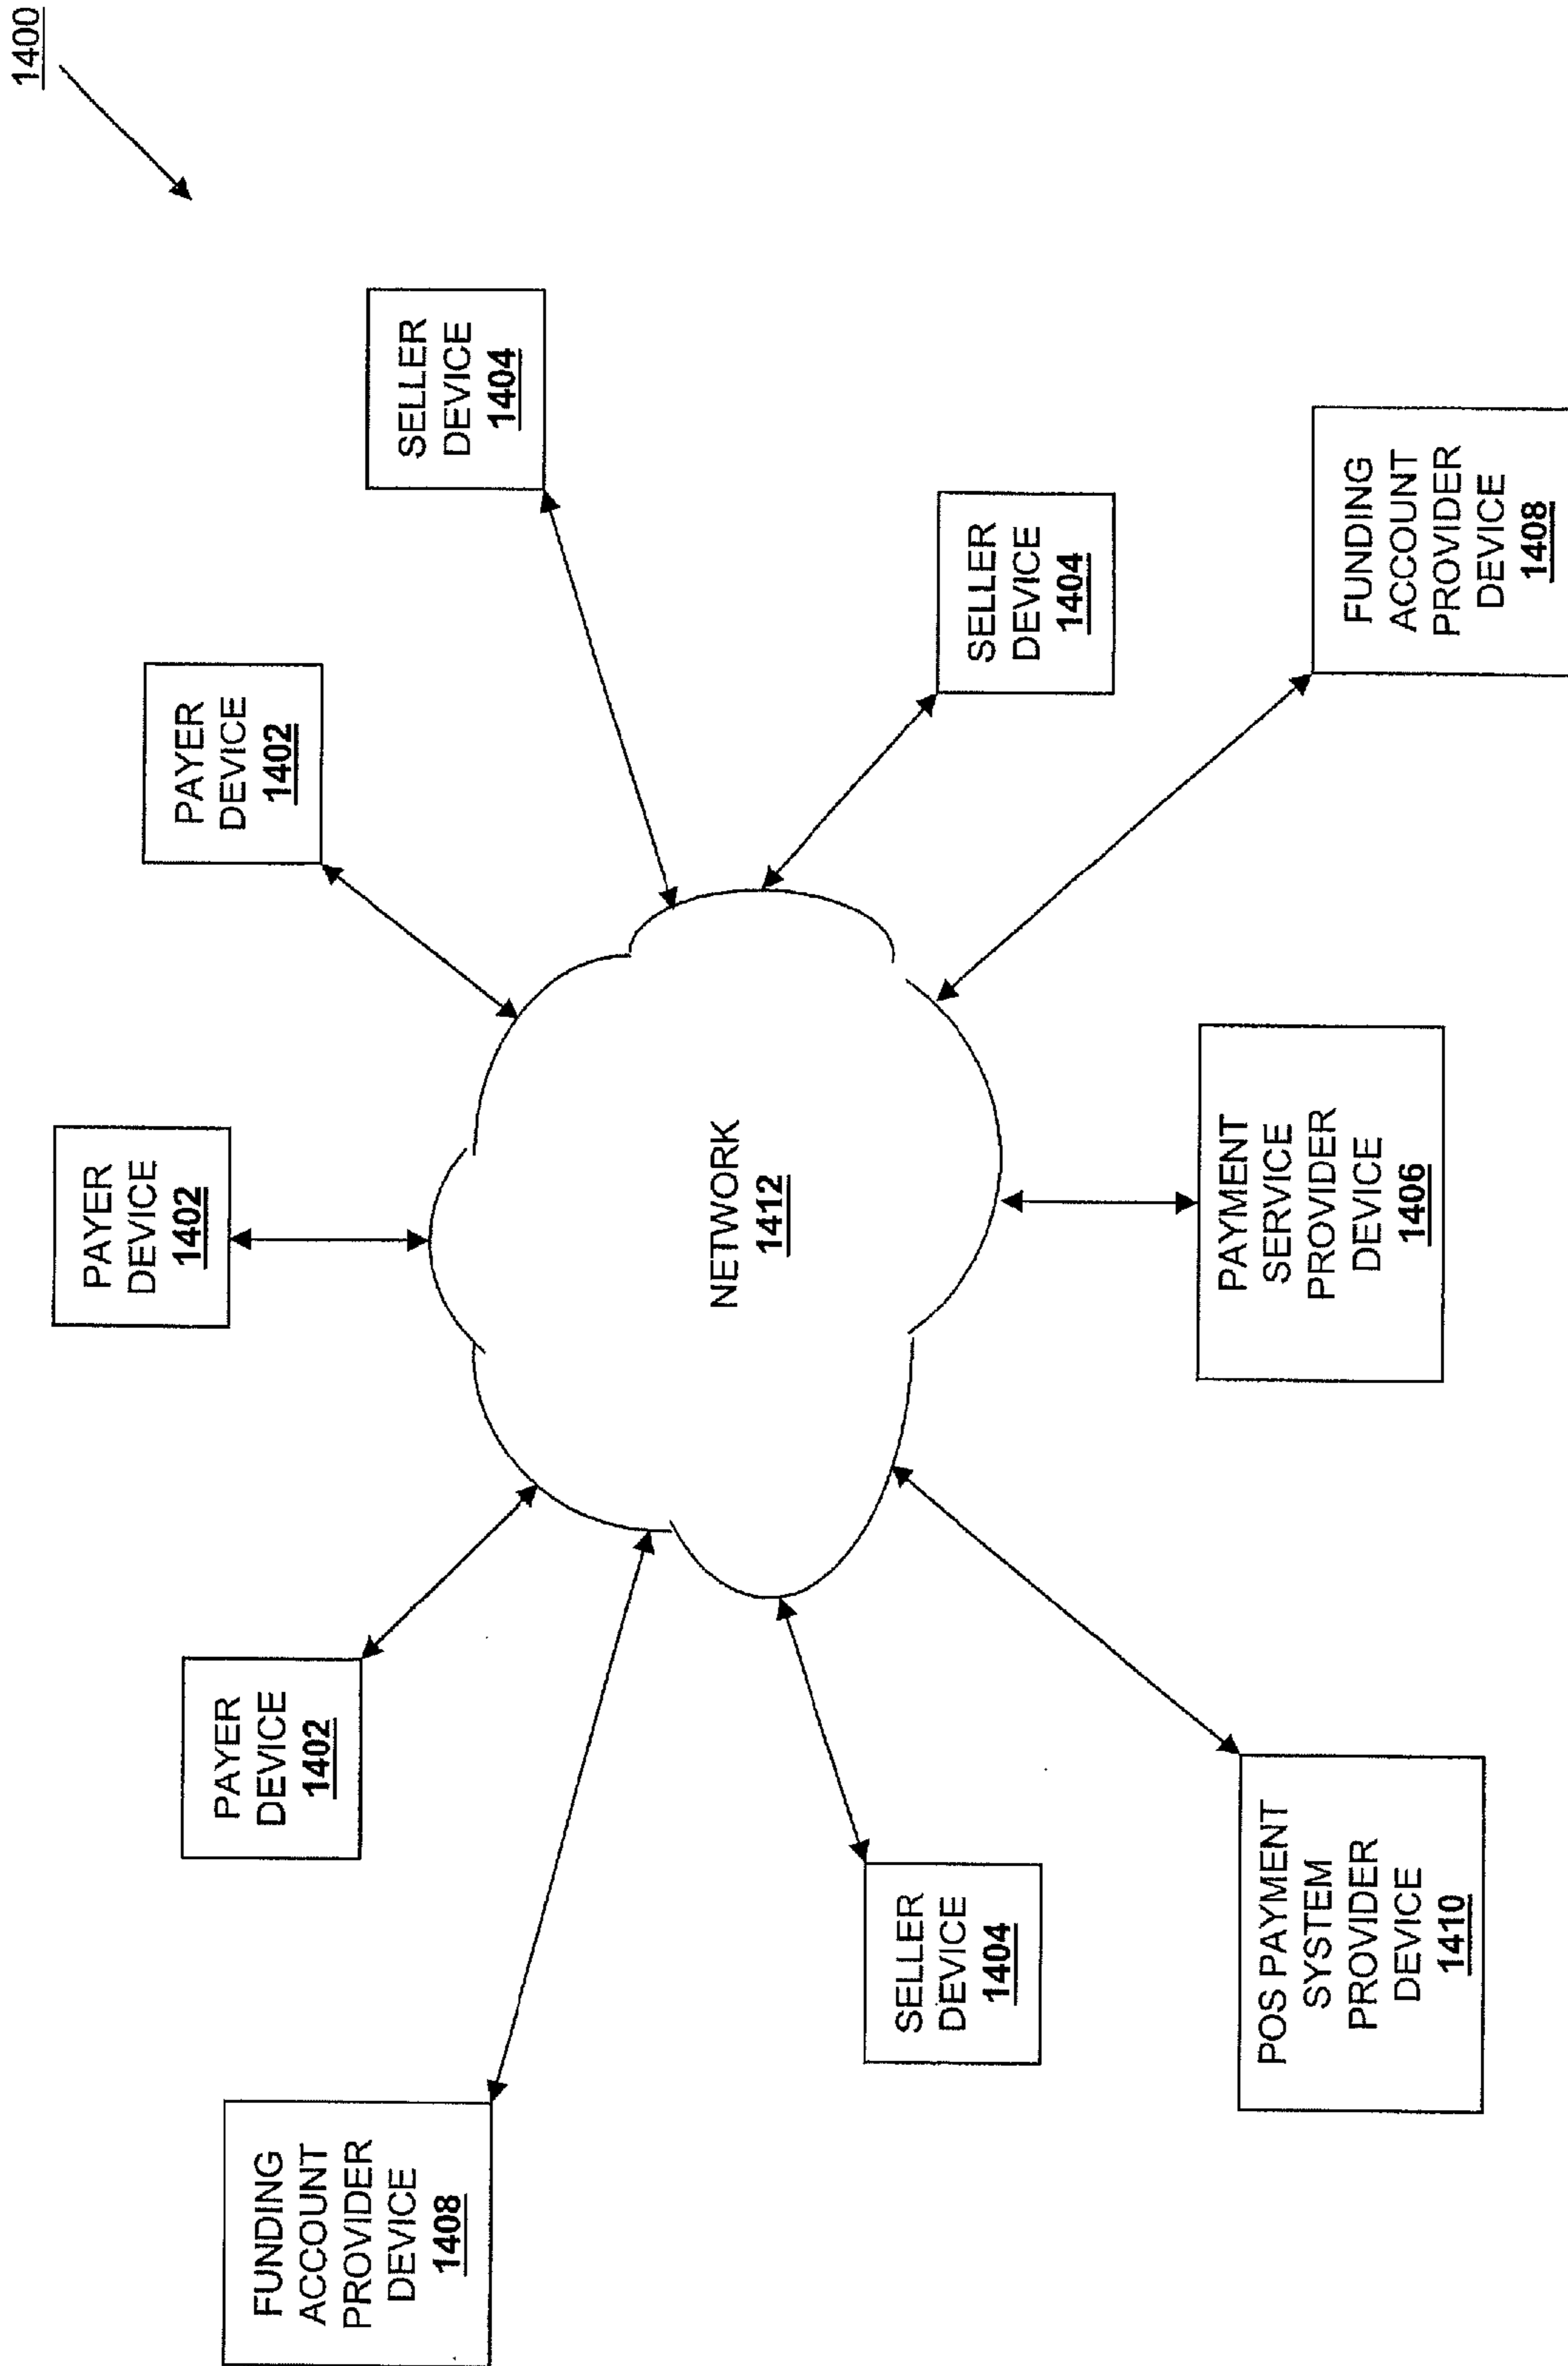 1400
FUNDING
ACCOUNT
PROVIDER
DEVICE
1408
PAYER
DEVICE
1402
PAYER
DEVICE
1402
PAYER
DEVICE
1402
SELLER
DEVICE
1404
NETWORK
1412
SELLER
DEVICE
1404
SELLER
DEVICE
1404
POS PAYMENT
SYSTEM
PROVIDER
DEVICE
1410
PAYMENT
SERVICE
PROVIDER
DEVICE
1406
FUNDING
ACCOUNT
PROVIDER
DEVICE
1408